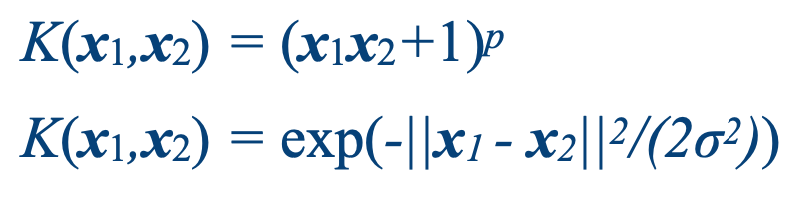 K(x1,x2) = (x1x2+1)p
K(x1,x2) = exp(-||x1 - x2||2/(2σ2))